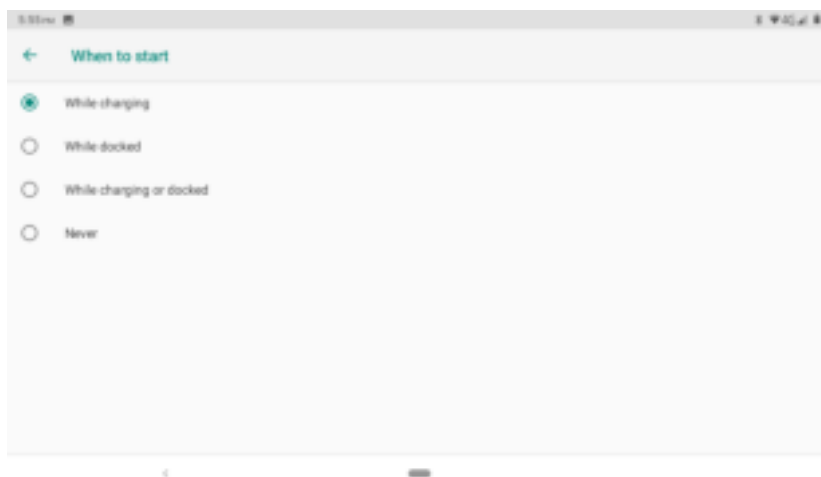 When to start
While charging
While docked
While charging or docked
Never